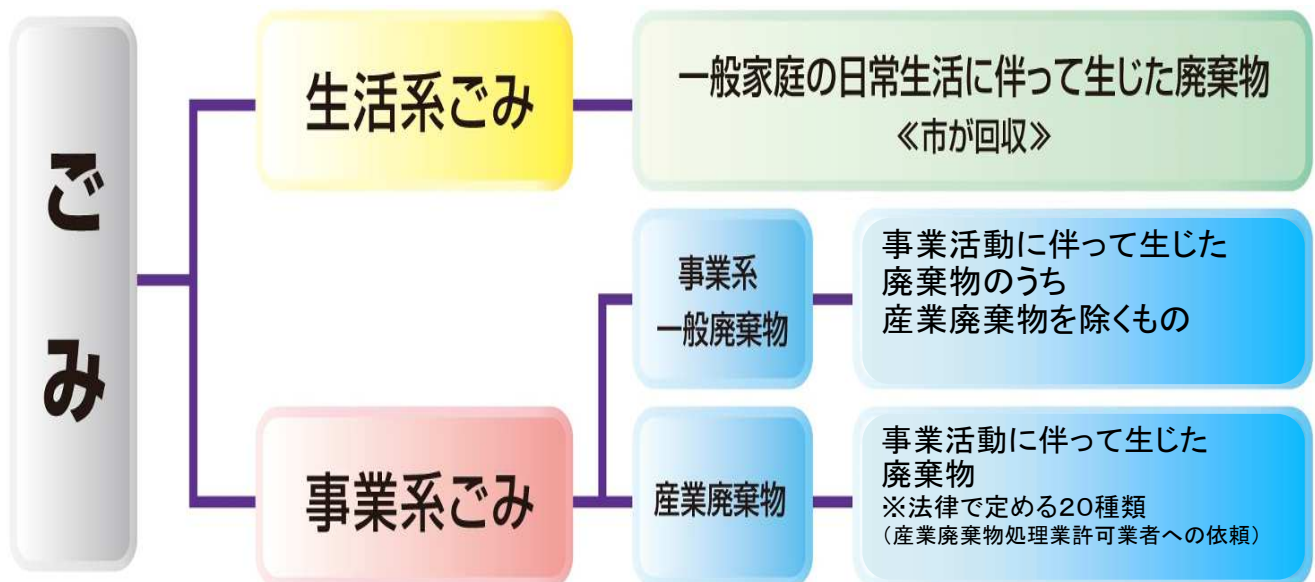 ごみ
生活系ごみ
一般家庭の日常生活に伴って生じた廃棄物
≪市が回収≫
事業系ごみ
事業系
一般廃棄物
事業活動に伴って生じた
廃棄物のうち
産業廃棄物を除くもの
産業廃棄物
事業活動に伴って生じた
廃棄物
※法律で定める20種類
(産業廃棄物処理業許可業者への依頼)